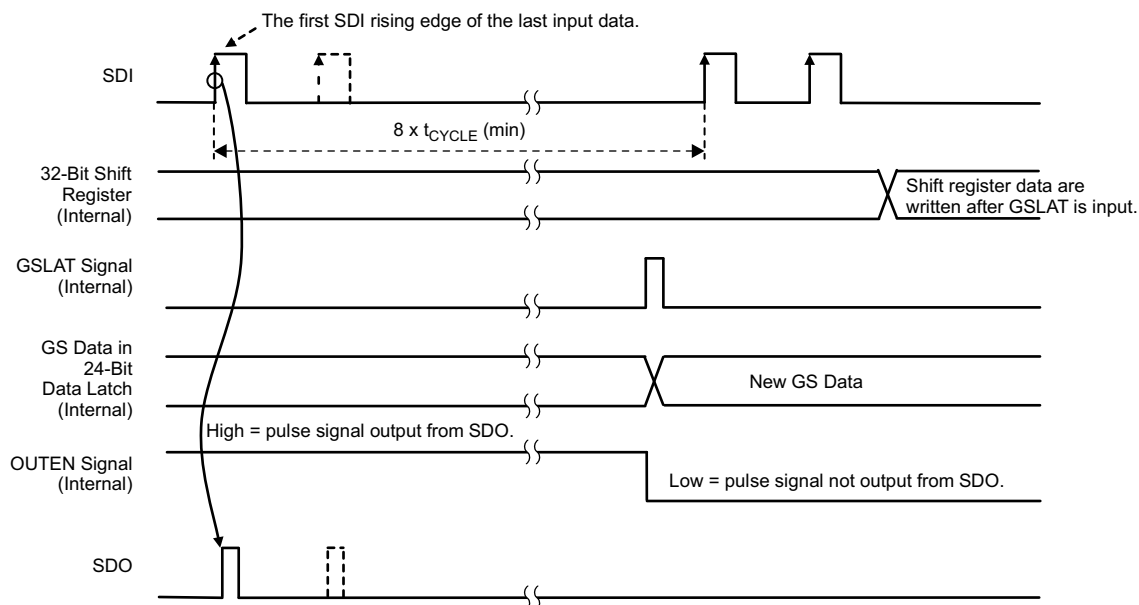 The first SDI rising edge of the last input data.
SDI
8 x tCYCLE (min)
32-Bit Shift
Register
(Internal)
Shift register data are
written after GSLAT is input.
GSLAT Signal
(Internal)
GS Data in
24-Bit
Data Latch
(Internal)
New GS Data
High = pulse signal output from SDO.
OUTEN Signal
(Internal)
Low = pulse signal not output from SDO.
SDO